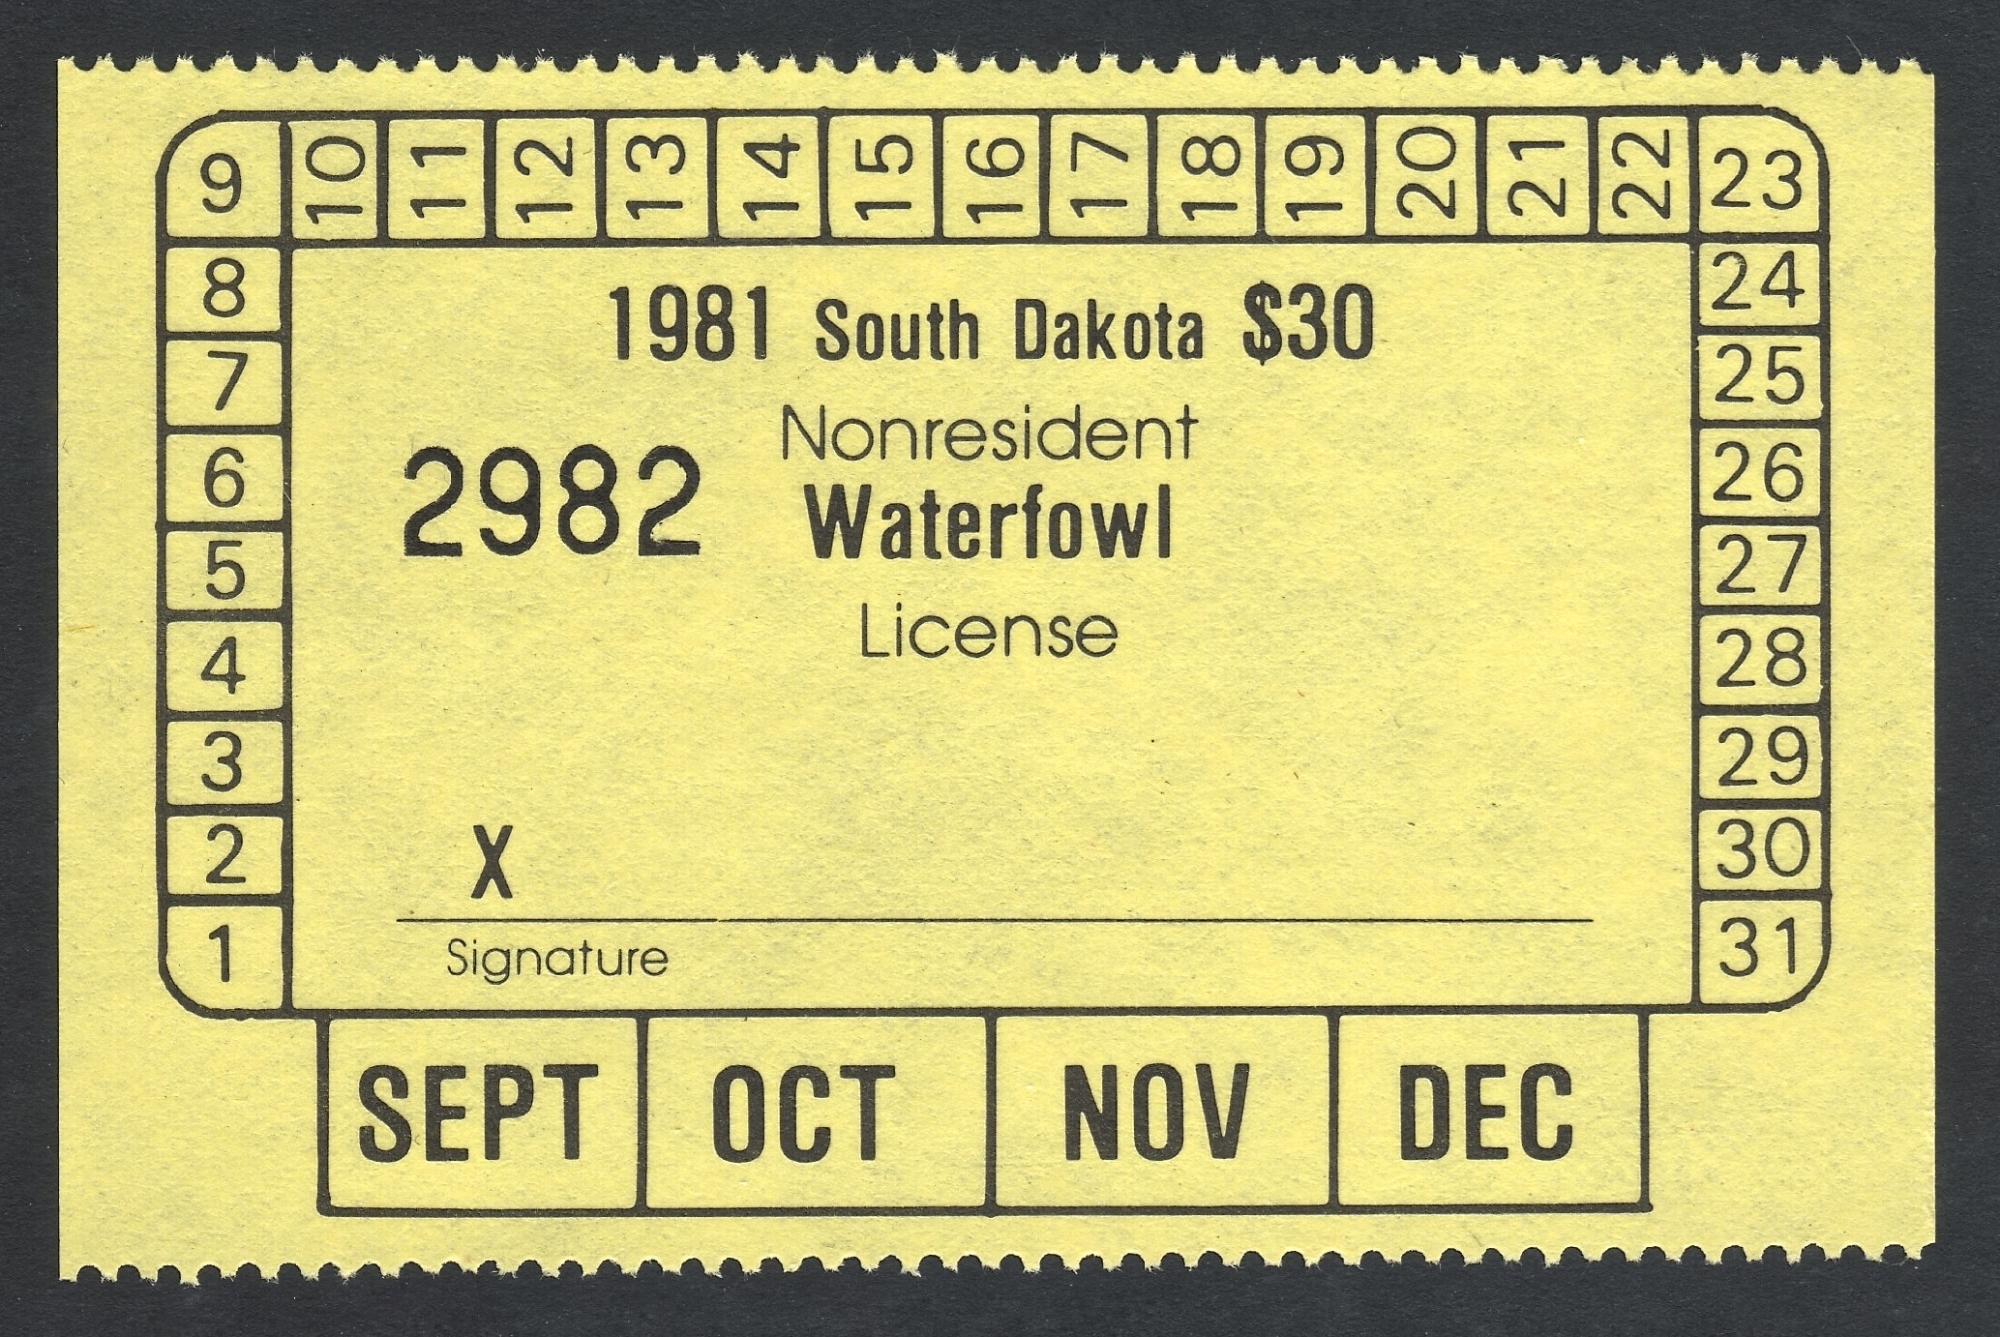 9 10 11 12 13 14 15 16 17 18 19 20 21 22 23
8 24
7 25
6 26
5 27
4 28
3 29
2 30
1 31
1981 South Dakota $30
Nonresident
2982 Waterfowl
License
X
Signature
SEPT OCT NOV DEC